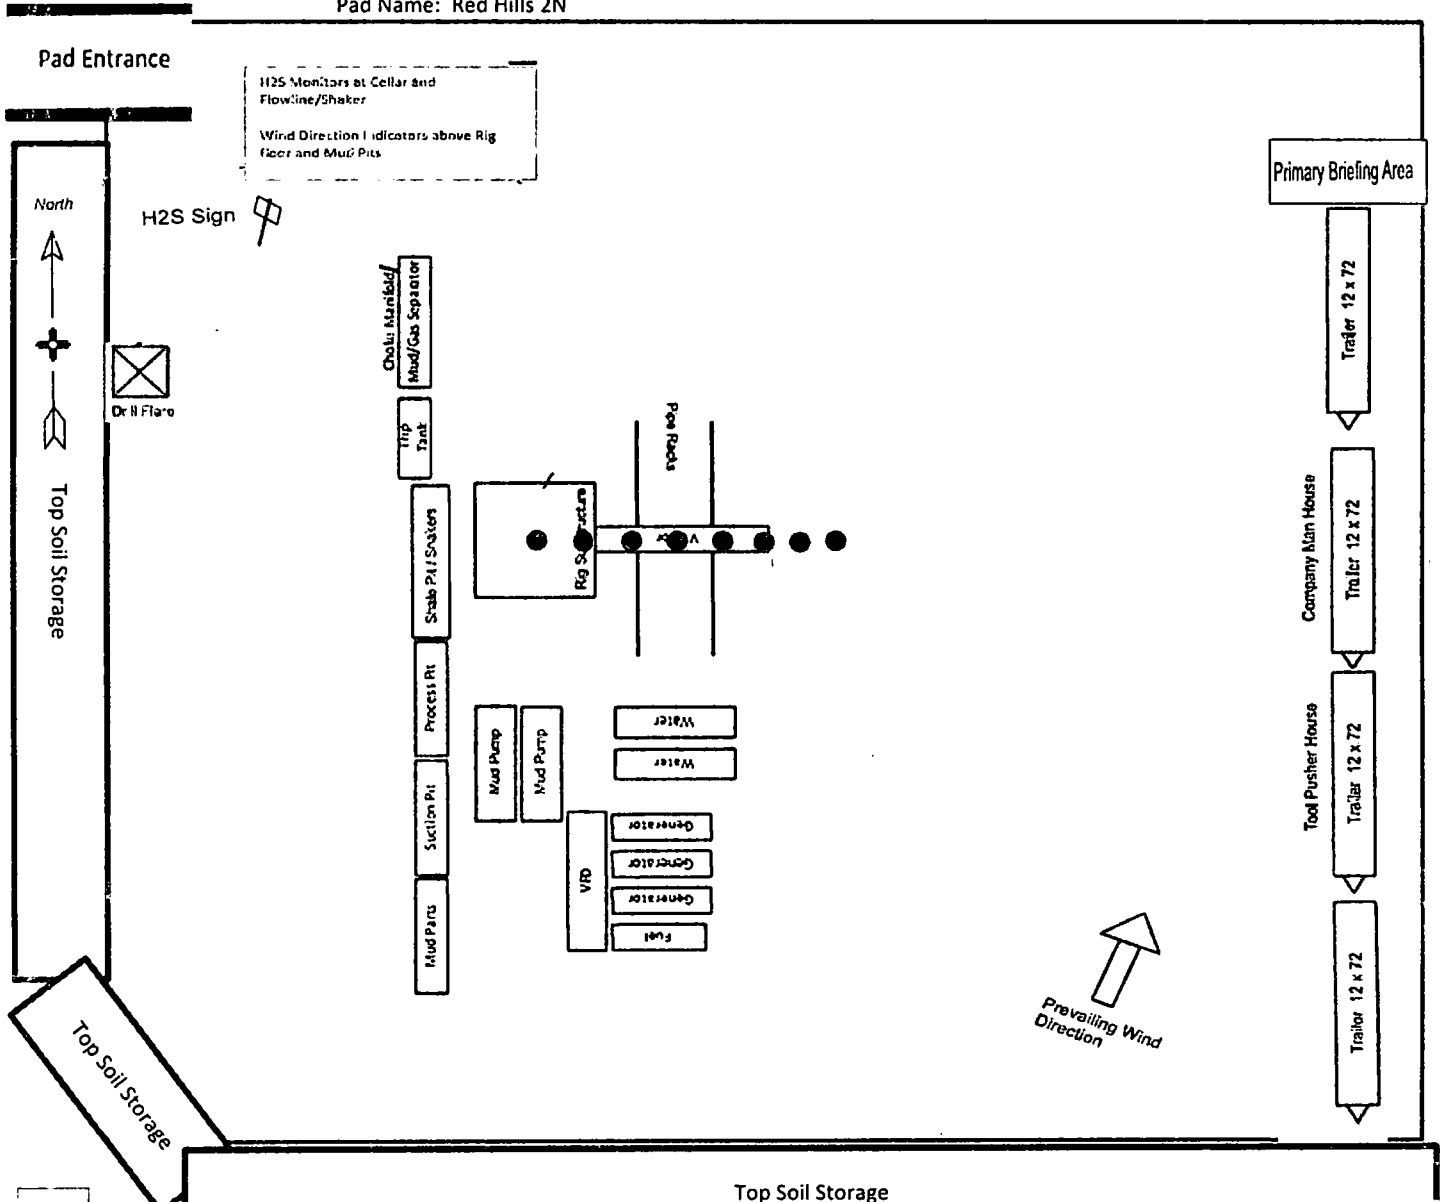 Pad Name: Red Hills 2N
Pad Entrance
H2S Monitors at Cellar and
Flowline/Shaker
Wind Direction Indicators above Rig
floor and Mud Pits
Primary Briefing Area
North
H2S Sign
Choke Manifold/
Mud/Gas Separator
Trailer 12 x 72
Drill Flare
Trip
Tank
Pipe Racks
Top Soil Storage
Shale Pit / Shakers
Rig Substructure
Company Man House
Trailer 12 x 72
Process Pit
Mud Pump
Mud Pump
Water
Water
Tool Pusher House
Trailer 12 x 72
Suction Pit
VFD
Generator
Generator
Generator
Fuel
Mud Parts
Prevailing Wind
Direction
Trailor 12 x 72
Top Soil Storage
Top Soil Storage